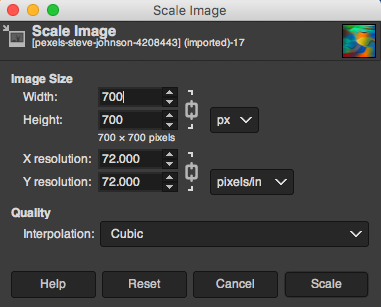 Scale Image
Scale Image
[pexels-steve-johnson-4208443] (imported)-17
Image Size
Width: 700
Height: 700 px
700 × 700 pixels
X resolution: 72.000
Y resolution: 72.000 pixels/in
Quality
Interpolation: Cubic
Help Reset Cancel Scale